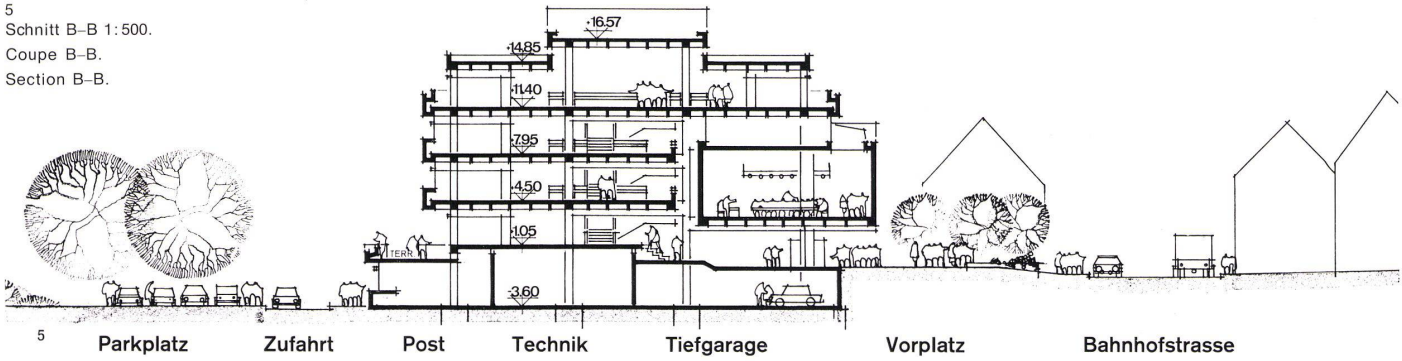 5
Schnitt B–B 1:500.
Coupe B–B.
Section B–B.
+16.57
+14.85
+11.40
+7.95
+4.50
+1.05
TERR.
-3.60
5
Parkplatz Zufahrt Post Technik Tiefgarage Vorplatz Bahnhofstrasse